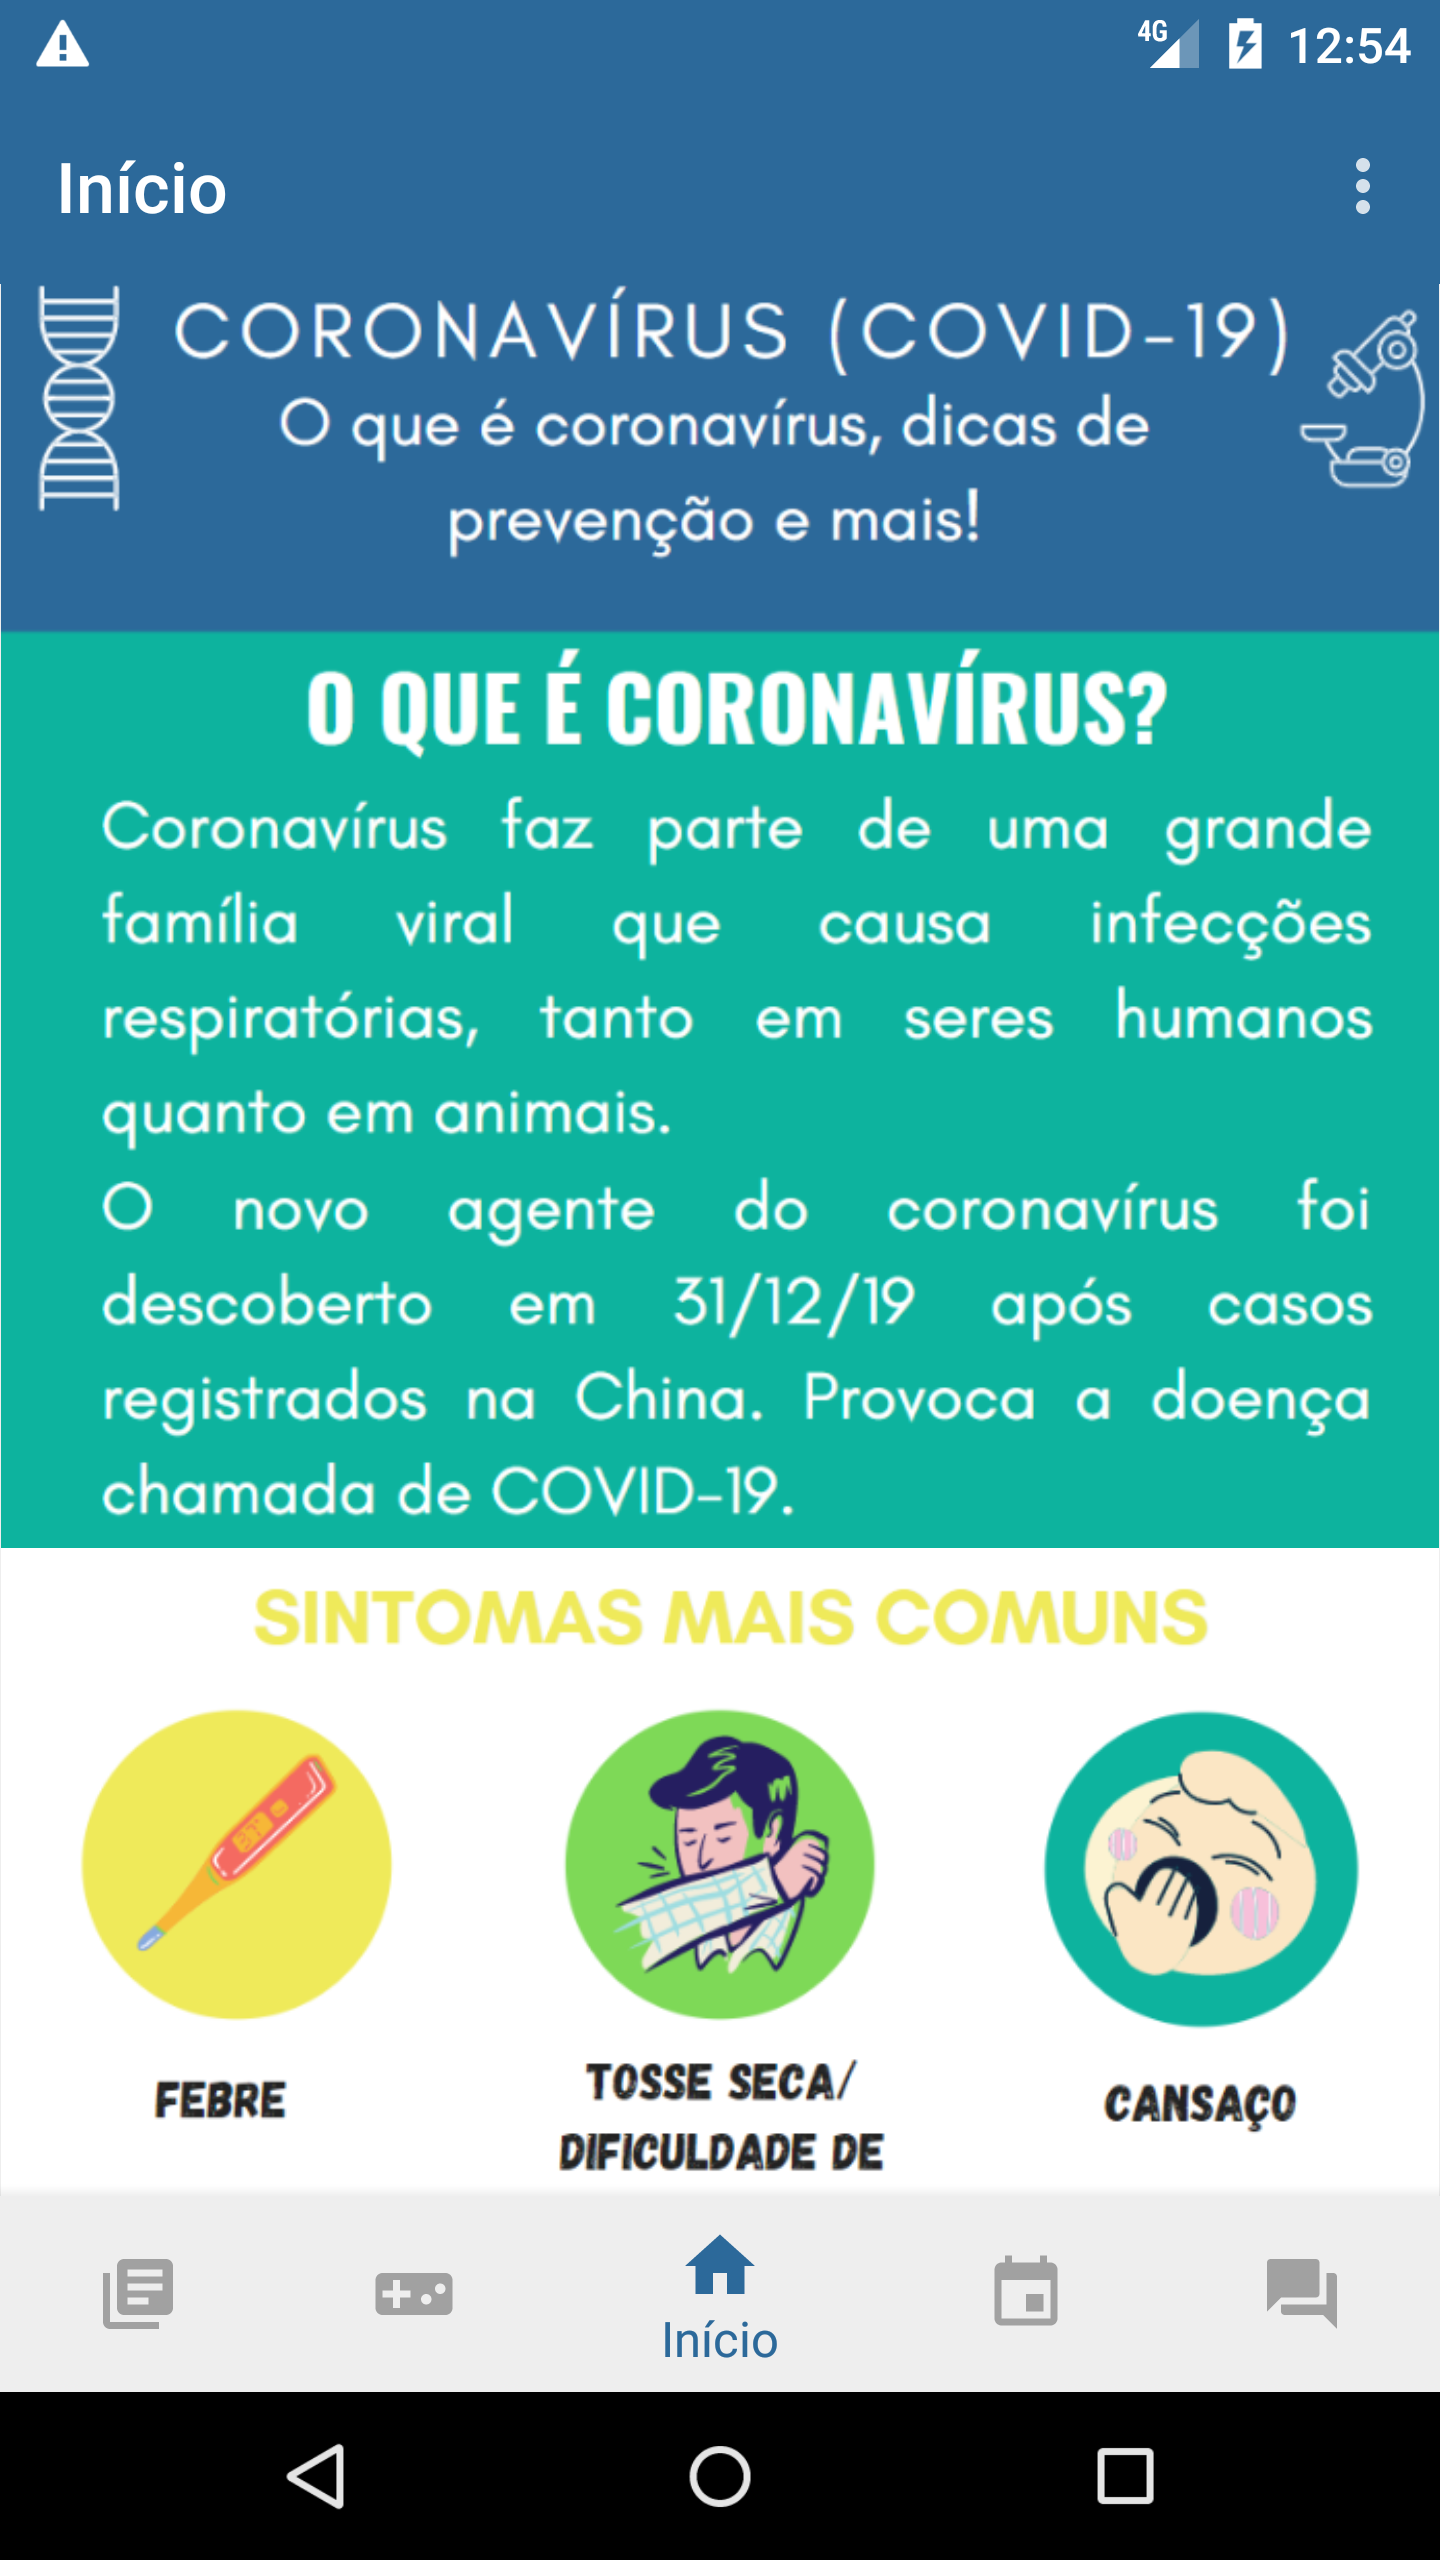 4G 12:54
Início
CORONAVÍRUS (COVID-19)
O que é coronavírus, dicas de
prevenção e mais!
O QUE É CORONAVÍRUS?
Coronavírus faz parte de uma grande
família viral que causa infecções
respiratórias, tanto em seres humanos
quanto em animais.
O novo agente do coronavírus foi
descoberto em 31/12/19 após casos
registrados na China. Provoca a doença
chamada de COVID-19.
SINTOMAS MAIS COMUNS
37°
FEBRE
TOSSE SECA/
DIFICULDADE DE
CANSAÇO
Início